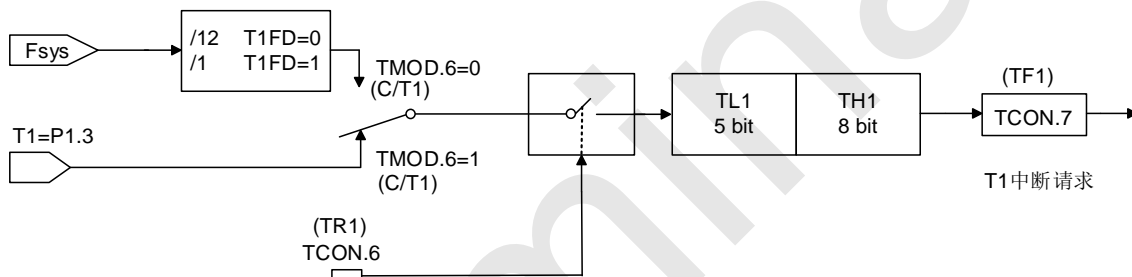 Fsys
/12 T1FD=0
/1 T1FD=1
TMOD.6=0
(C/T1)
T1=P1.3
TMOD.6=1
(C/T1)
(TR1)
TCON.6
TL1
5 bit
TH1
8 bit
(TF1)
TCON.7
T1中断请求
mina